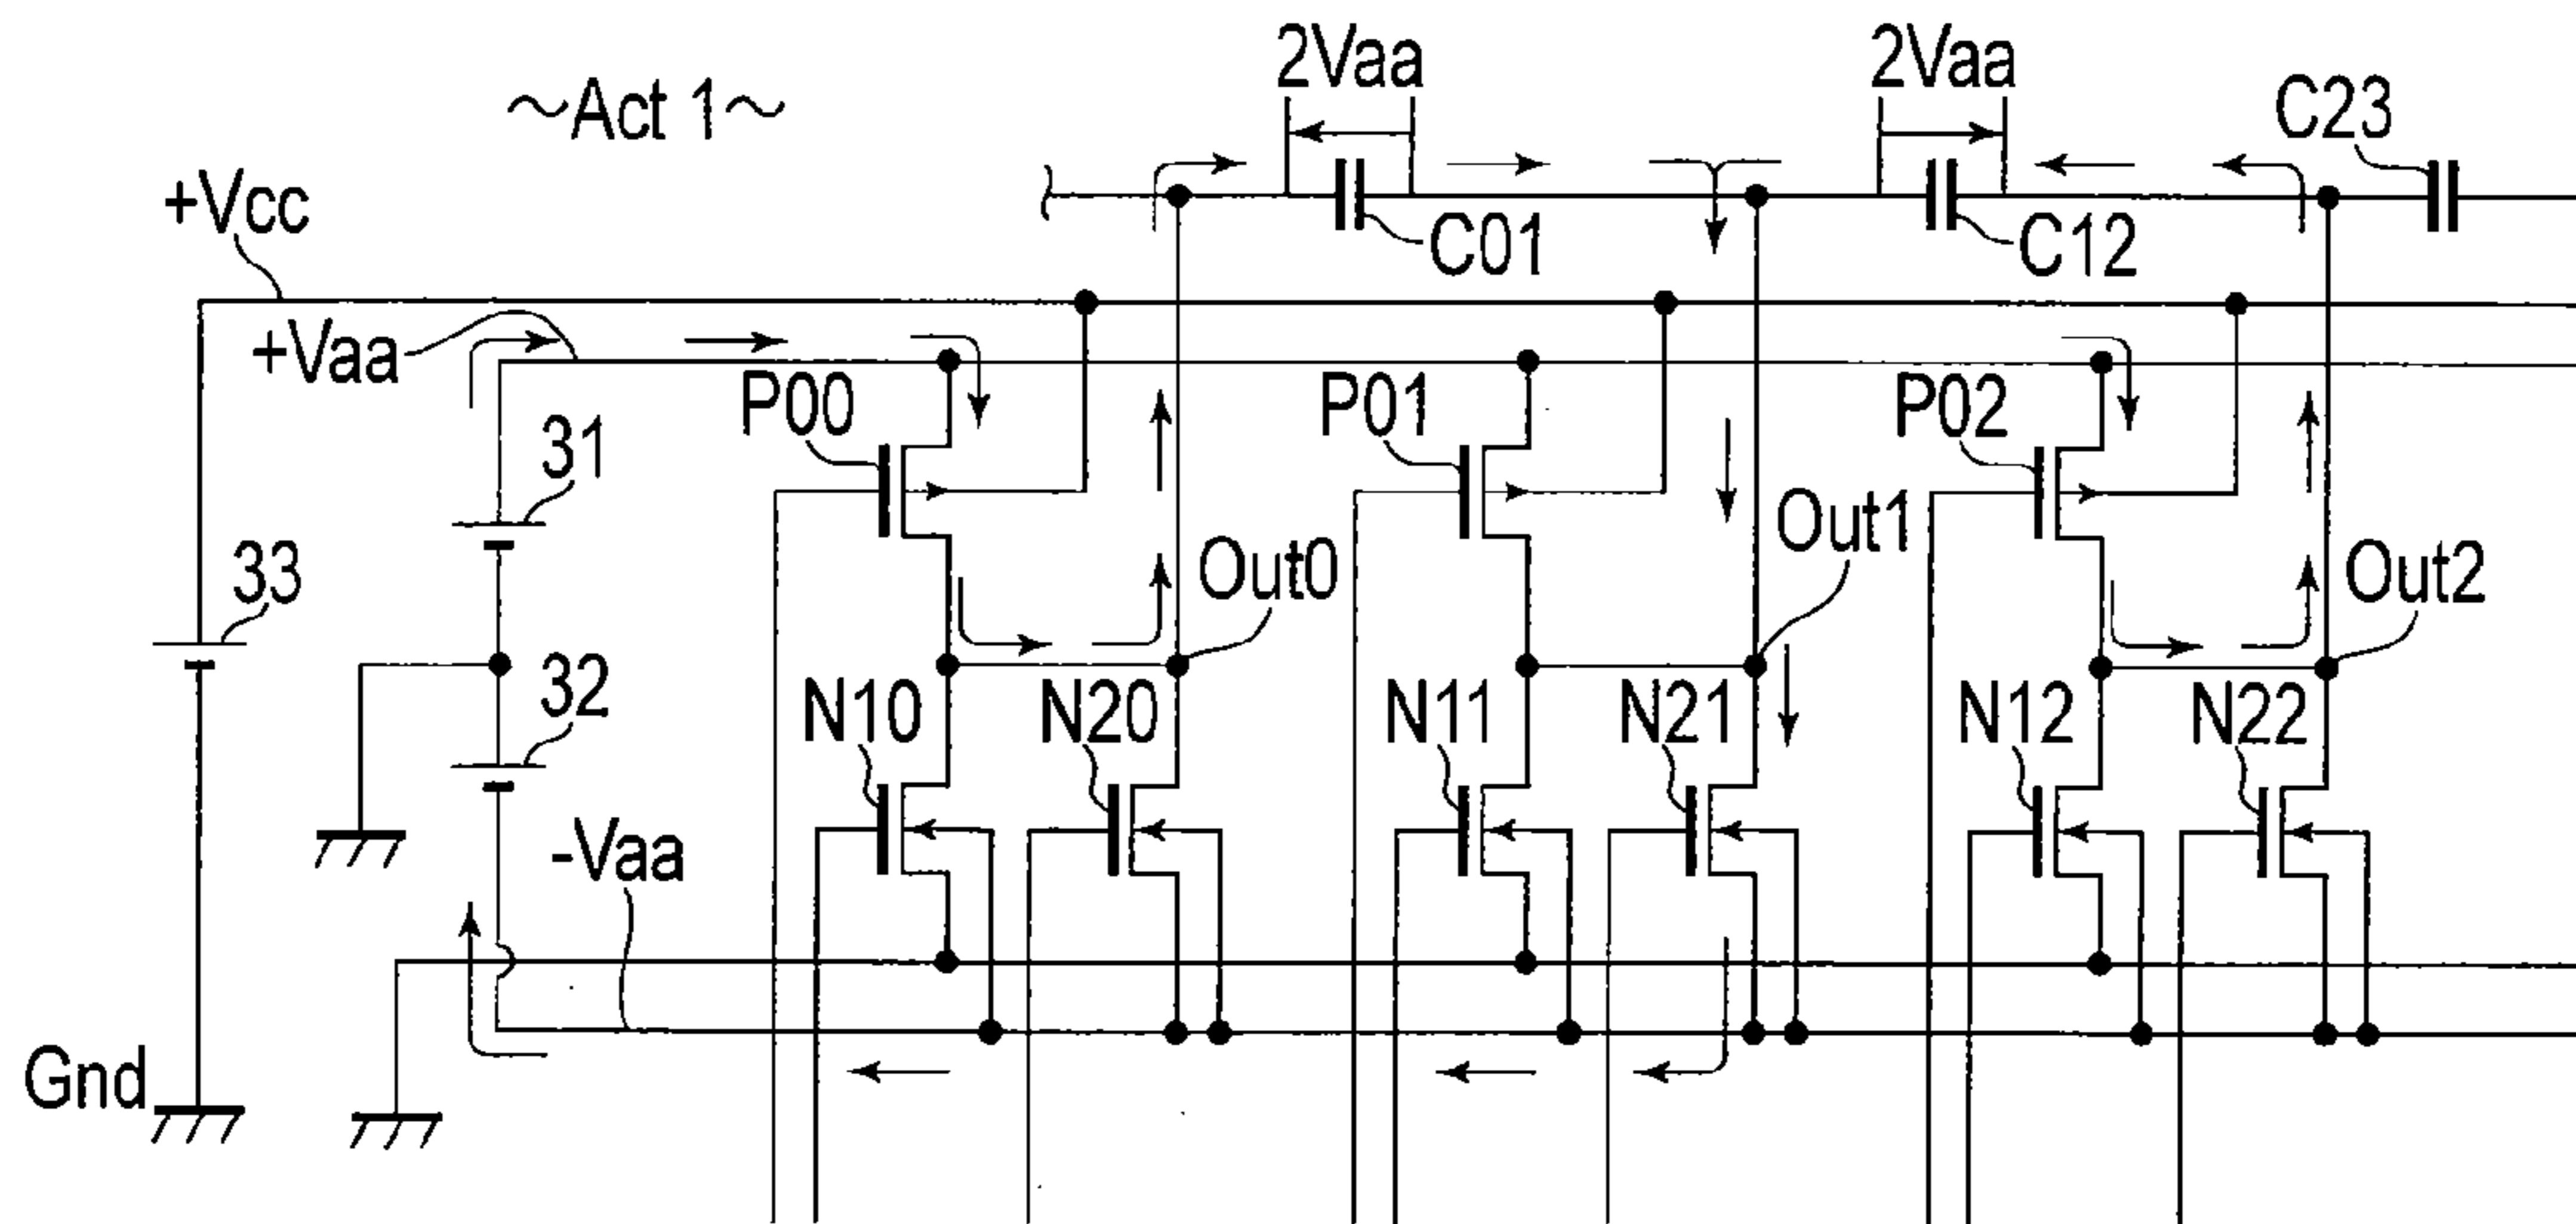 ~Act 1~
2Vaa
2Vaa
C23
+Vcc
C01
C12
+Vaa
P00
P01
P02
31
Out1
33
Out0
Out2
32
N10
N20
N11
N21
N12
N22
-Vaa
Gnd